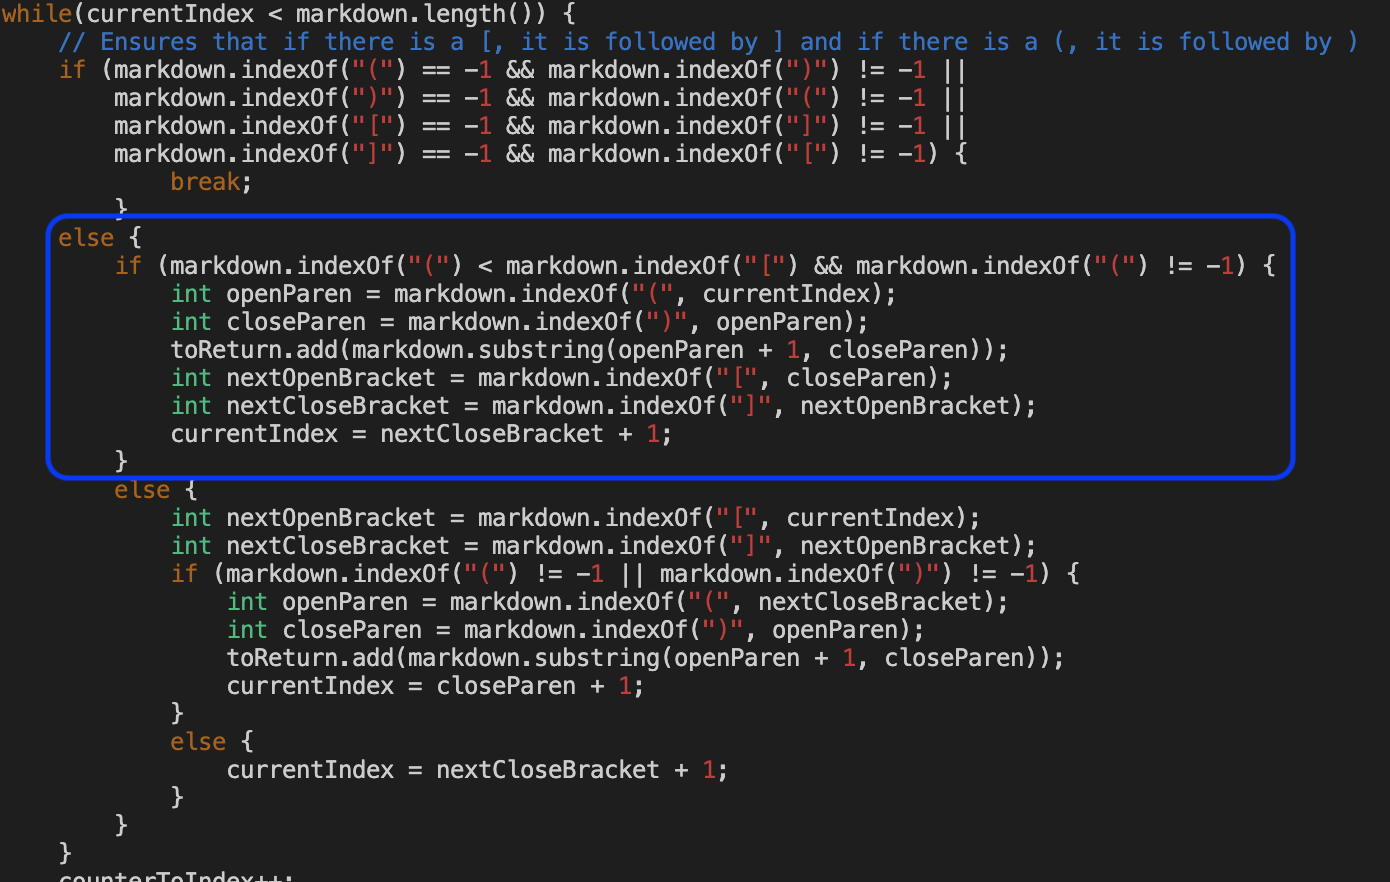 while(currentIndex < markdown.length()) {
    // Ensures that if there is a [, it is followed by ] and if there is a (, it is followed by )
    if (markdown.indexOf("(") == -1 && markdown.indexOf(")") != -1 ||
        markdown.indexOf(")") == -1 && markdown.indexOf("(") != -1 ||
        markdown.indexOf("[") == -1 && markdown.indexOf("]") != -1 ||
        markdown.indexOf("]") == -1 && markdown.indexOf("[") != -1) {
            break;
        }
    else {
        if (markdown.indexOf("(") < markdown.indexOf("[") && markdown.indexOf("(") != -1) {
            int openParen = markdown.indexOf("(", currentIndex);
            int closeParen = markdown.indexOf(")", openParen);
            toReturn.add(markdown.substring(openParen + 1, closeParen));
            int nextOpenBracket = markdown.indexOf("[", closeParen);
            int nextCloseBracket = markdown.indexOf("]", nextOpenBracket);
            currentIndex = nextCloseBracket + 1;
        }
        else {
            int nextOpenBracket = markdown.indexOf("[", currentIndex);
            int nextCloseBracket = markdown.indexOf("]", nextOpenBracket);
            if (markdown.indexOf("(") != -1 || markdown.indexOf(")") != -1) {
                int openParen = markdown.indexOf("(", nextCloseBracket);
                int closeParen = markdown.indexOf(")", openParen);
                toReturn.add(markdown.substring(openParen + 1, closeParen));
                currentIndex = closeParen + 1;
            }
            else {
                currentIndex = nextCloseBracket + 1;
            }
        }
    }
    counterToIndex++;